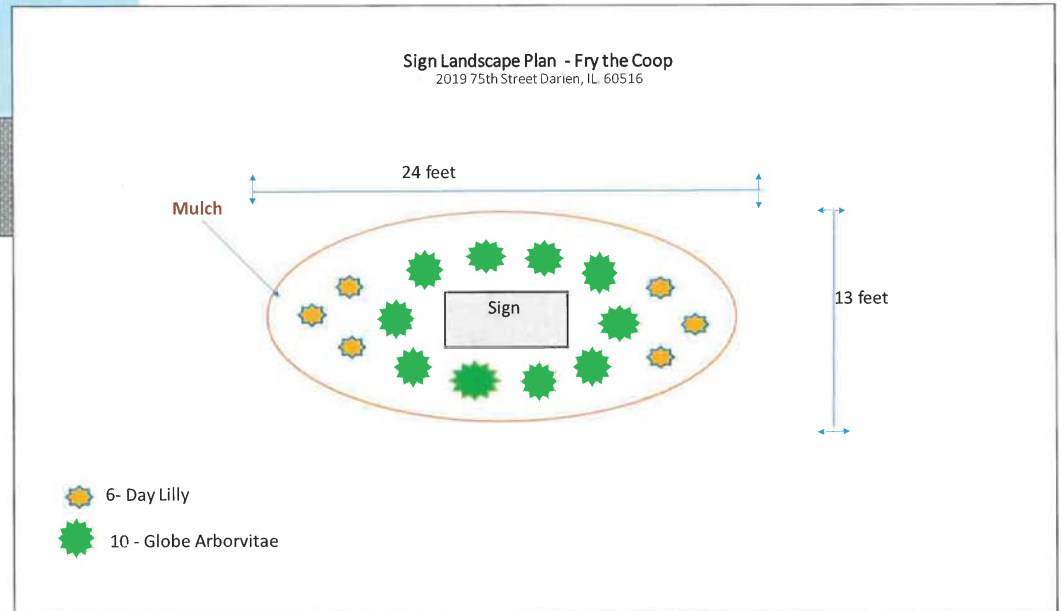 Sign Landscape Plan - Fry the Coop
2019 75th Street Darien, IL. 60516
24 feet
Mulch
13 feet
Sign
6- Day Lilly
10 - Globe Arborvitae